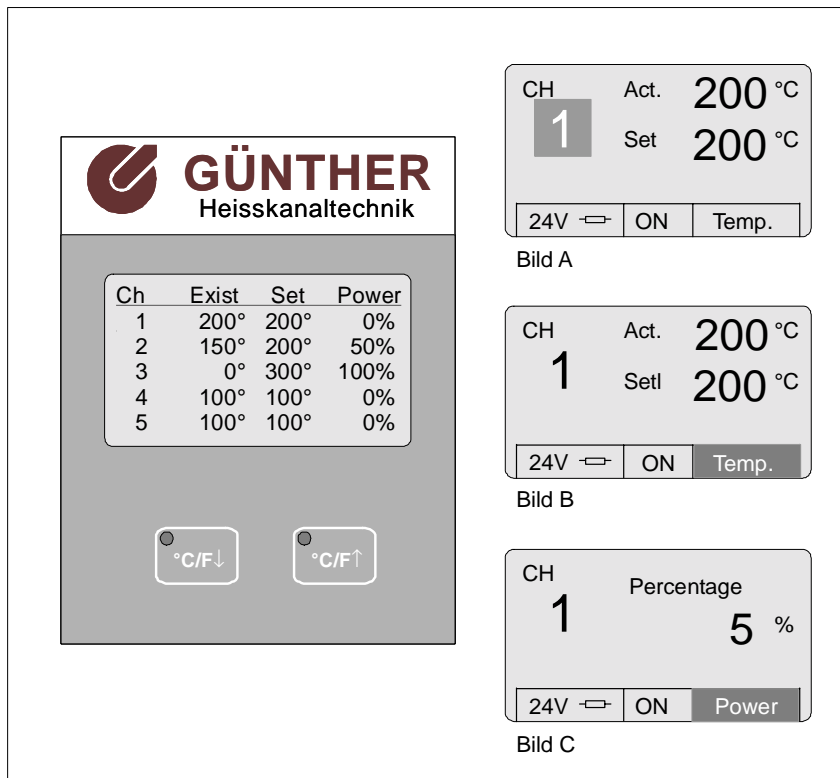 GÜNTHER
Heisskanaltechnik
Ch Exist Set Power
1 200° 200° 0%
2 150° 200° 50%
3 0° 300° 100%
4 100° 100° 0%
5 100° 100° 0%
°C/F↓ °C/F↑
CH Act. 200 °C
1 Set 200 °C
24V ON Temp.
Bild A
CH Act. 200 °C
1 Setl 200 °C
24V ON Temp.
Bild B
CH Percentage
1 5 %
24V ON Power
Bild C